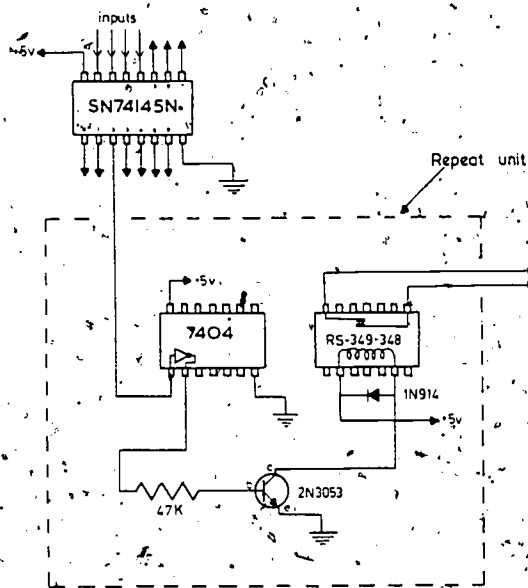 inputs
+5v
SN74145N
Repeat unit
+5v
7404
RS-349-348
1N914
+5v
c
2N3053
e
47K